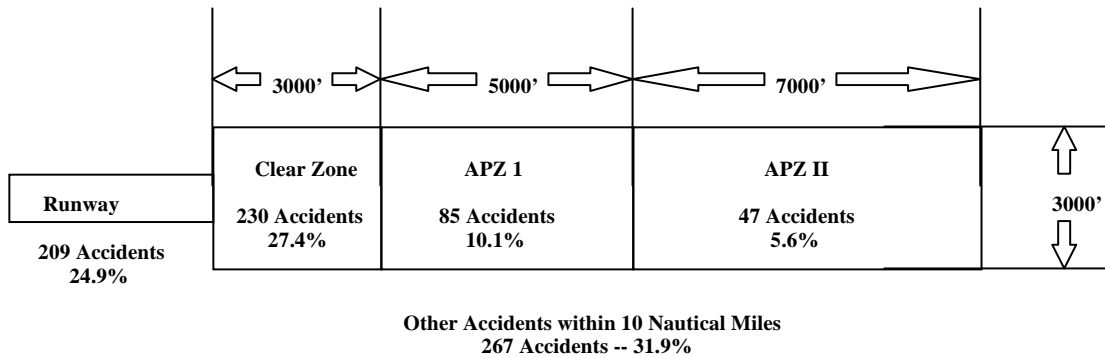 3000’
5000’
7000’
Clear Zone
APZ 1
APZ II
Runway
230 Accidents
85 Accidents
47 Accidents
3000’
27.4%
10.1%
5.6%
209 Accidents
24.9%
Other Accidents within 10 Nautical Miles
267 Accidents -- 31.9%